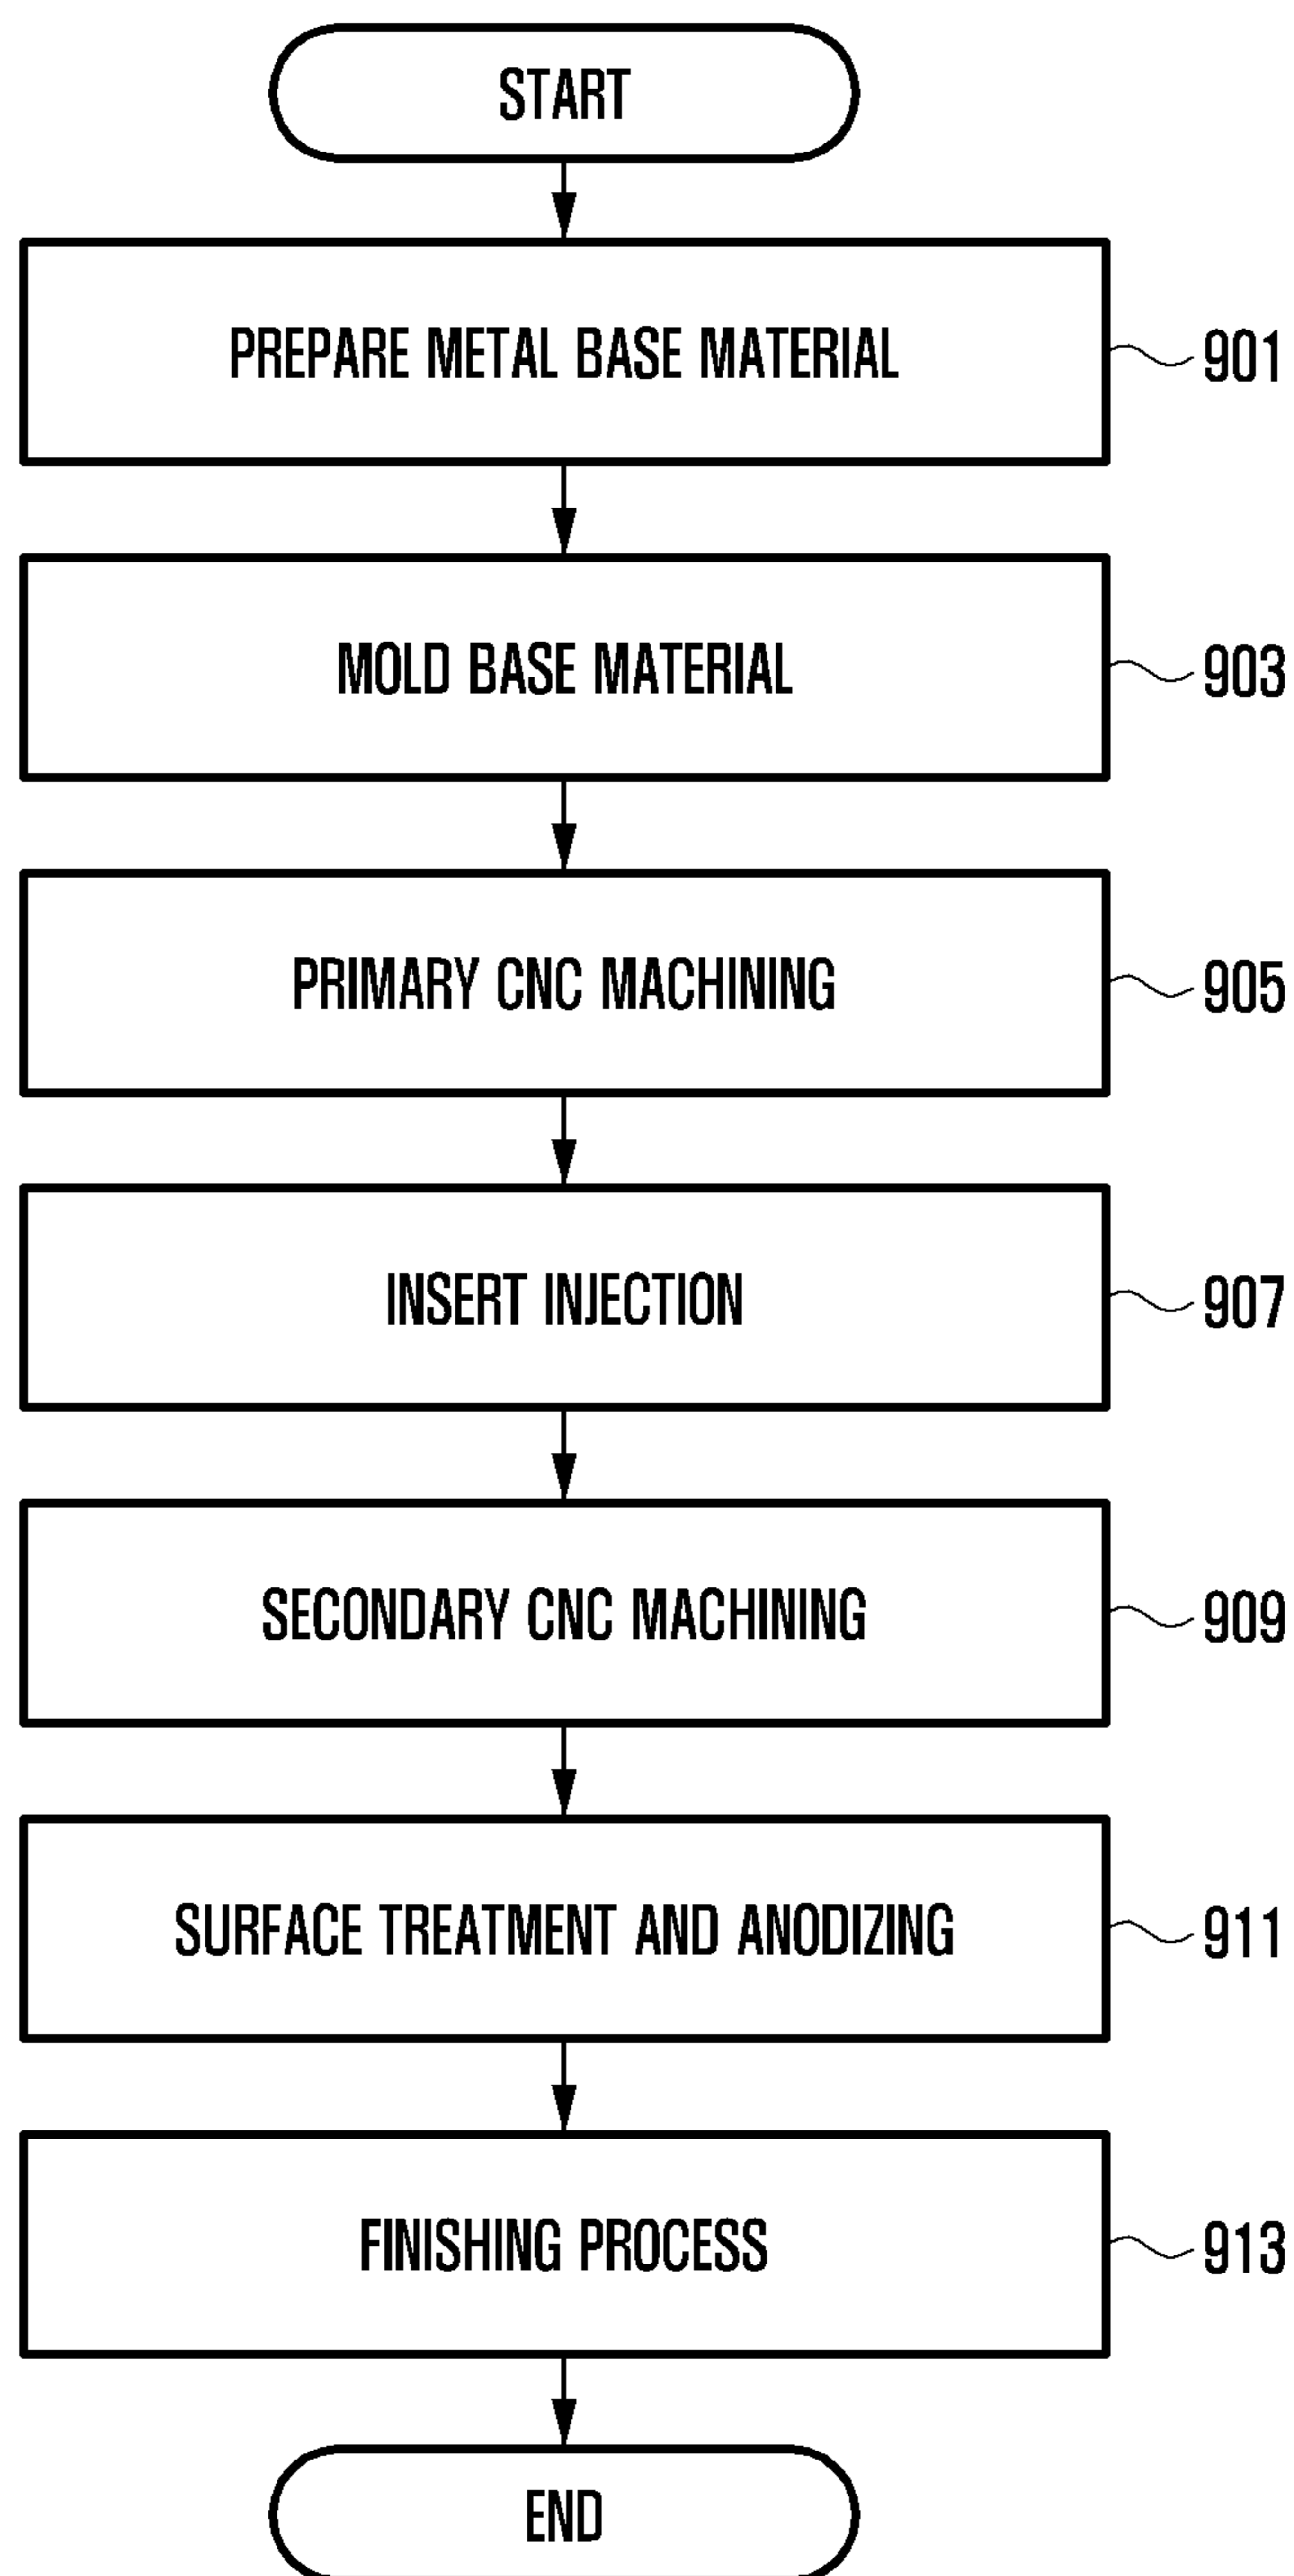 START
PREPARE METAL BASE MATERIAL
901
MOLD BASE MATERIAL
903
PRIMARY CNC MACHINING
905
INSERT INJECTION
907
SECONDARY CNC MACHINING
909
SURFACE TREATMENT AND ANODIZING
911
FINISHING PROCESS
913
END